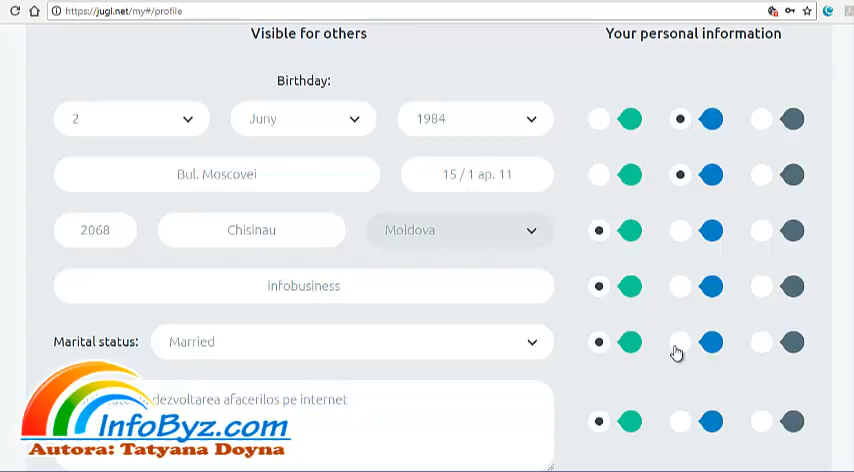 https://jugl.net/my#/profile
Visible for others
Your personal information
Birthday:
2
Juny
1984
Bul. Moscovei
15 / 1 ap. 11
2068
Chisinau
Moldova
infobusiness
Marital status:
Married
dezvoltarea afacerilos pe internet
InfoByz.com
Autora: Tatyana Doyna